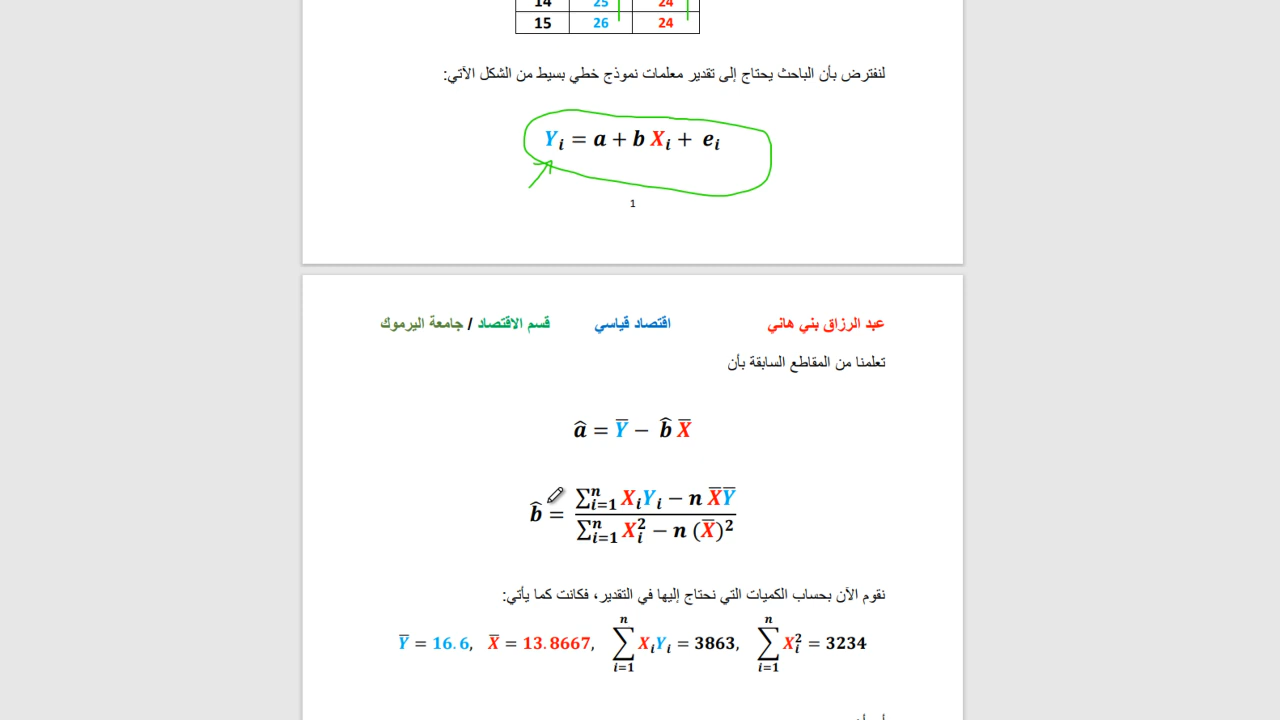 14 25 24
15 26 24
لنفترض بأن الباحث يحتاج إلى تقدير معلمات نموذج خطي بسيط من الشكل الآتي:
Yᵢ = a + b Xᵢ + eᵢ
1
عبد الرزاق بني هاني اقتصاد قياسي قسم الاقتصاد / جامعة اليرموك
تعلمنا من المقاطع السابقة بأن
â = Ȳ − b̂ X̄
b̂ = (∑ⁿᵢ₌₁ XᵢYᵢ − n X̄Ȳ) / (∑ⁿᵢ₌₁ Xᵢ² − n (X̄)²)
نقوم الآن بحساب الكميات التي نحتاج إليها في التقدير، فكانت كما يأتي:
Ȳ = 16.6, X̄ = 13.8667, ∑ⁿᵢ₌₁ XᵢYᵢ = 3863, ∑ⁿᵢ₌₁ Xᵢ² = 3234